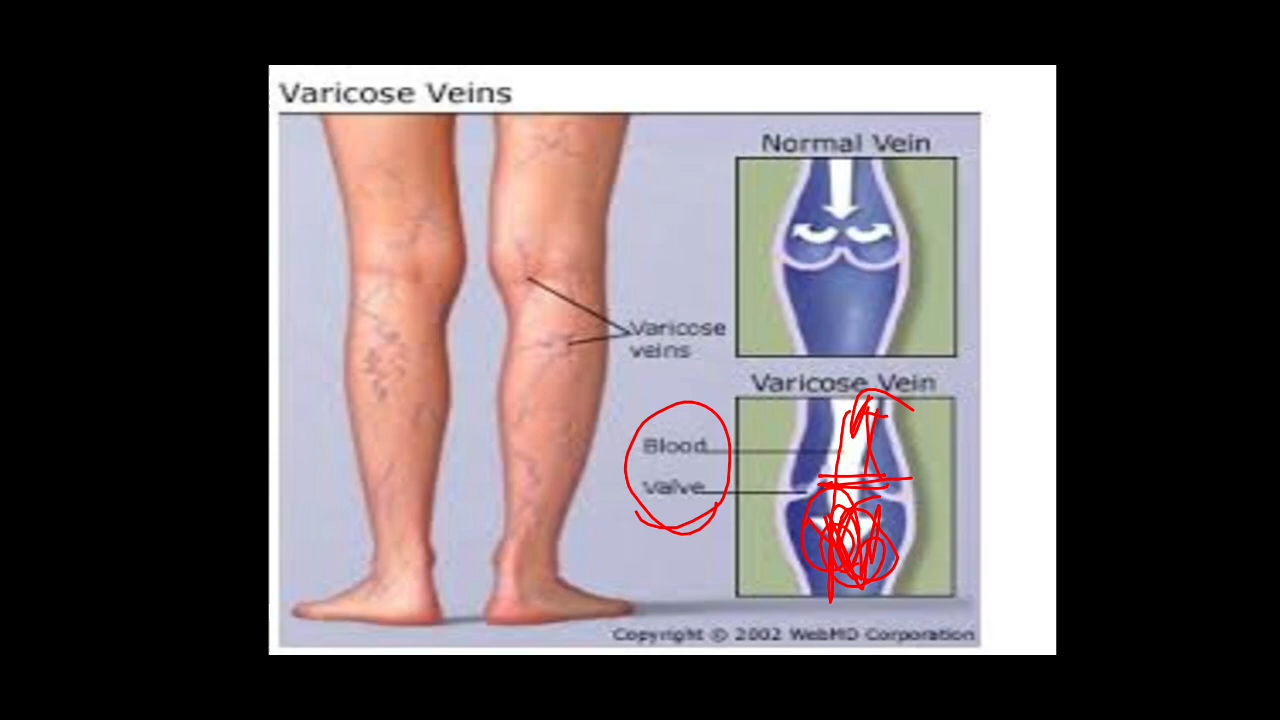 Varicose Veins
Normal Vein
Varicose
veins
Varicose Vein
Blood
Valve
Copyright © 2002 WebMD Corporation